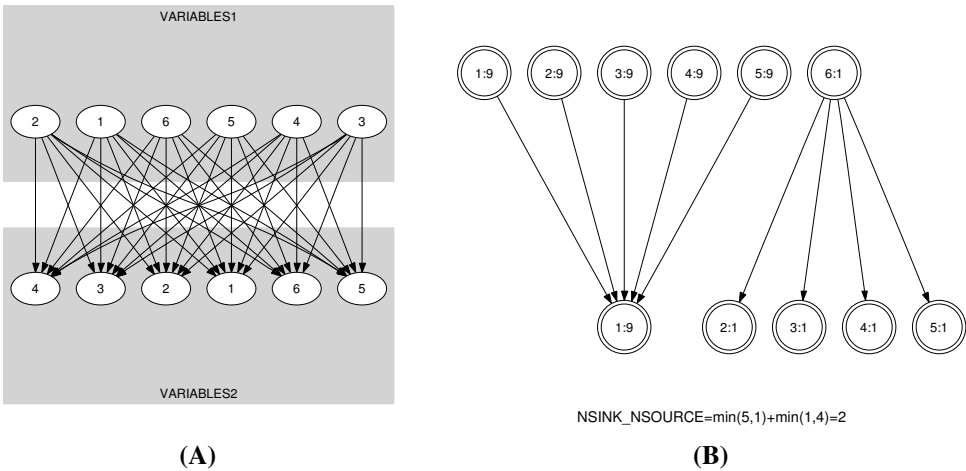 VARIABLES1
2 1 6 5 4 3
4 3 2 1 6 5
VARIABLES2
(A)
1:9 2:9 3:9 4:9 5:9 6:1
1:9 2:1 3:1 4:1 5:1
NSINK_NSOURCE=min(5,1)+min(1,4)=2
(B)